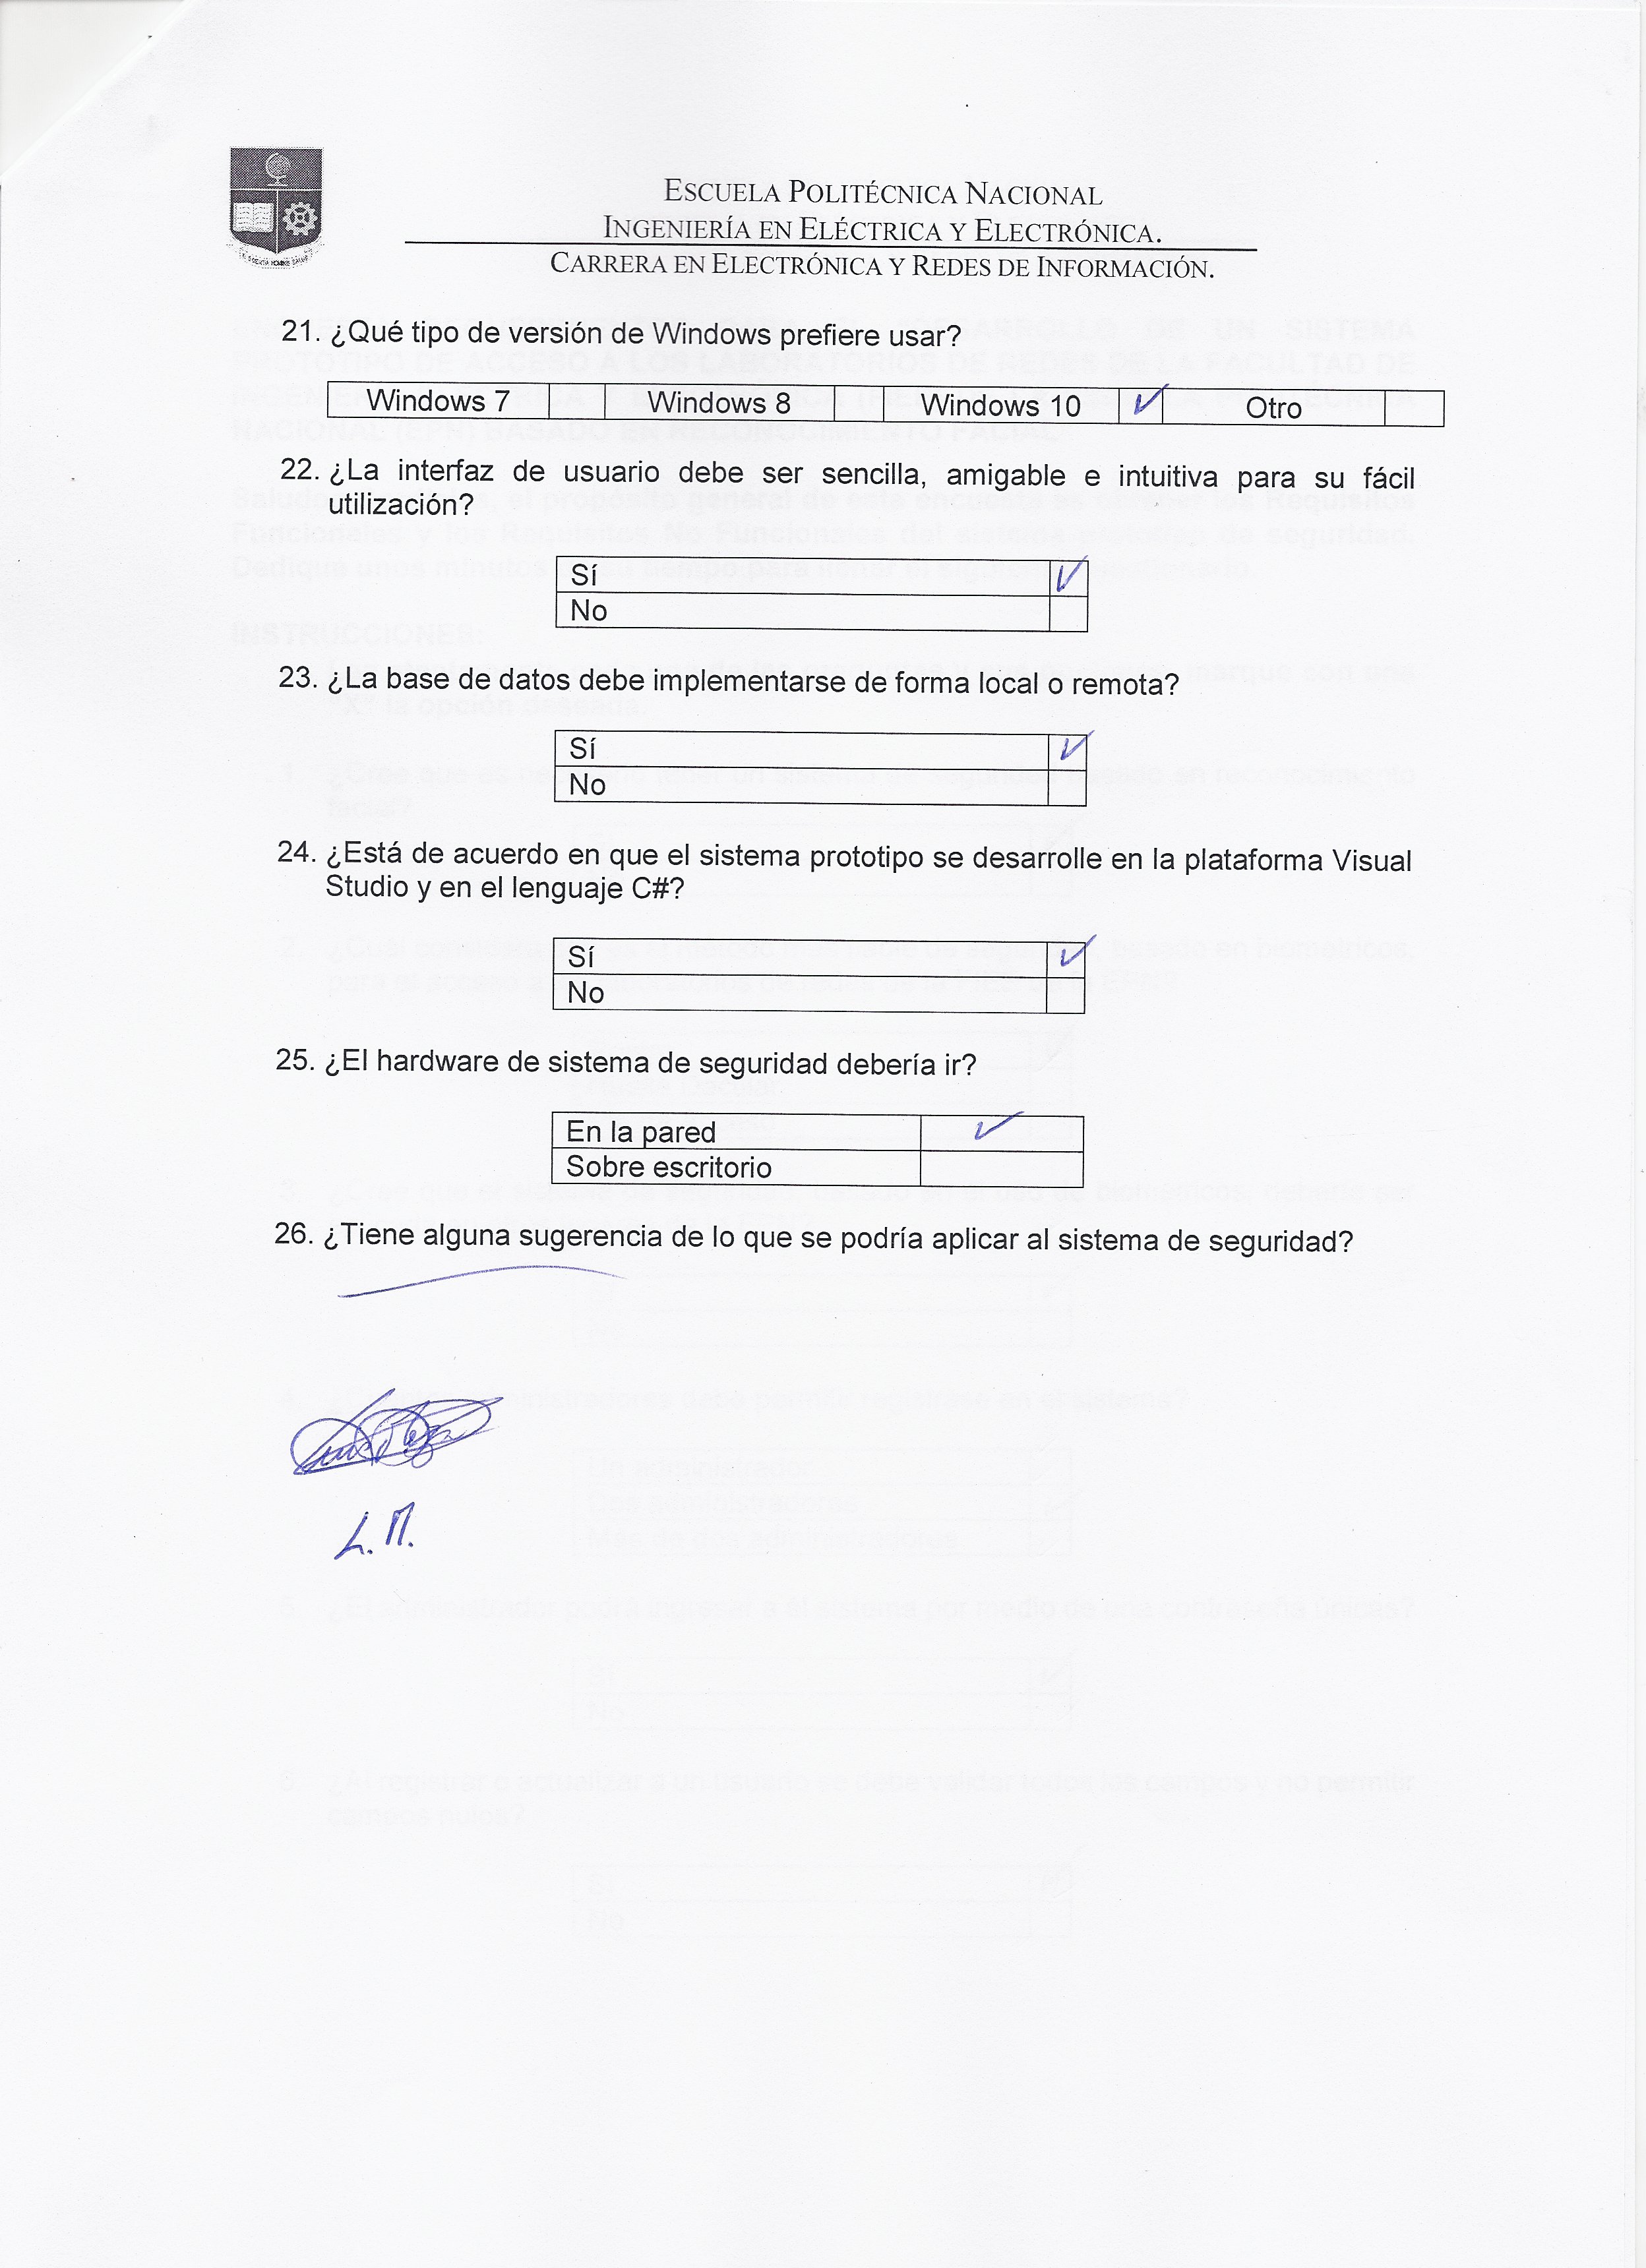 ESCUELA POLITÉCNICA NACIONAL
INGENIERÍA EN ELÉCTRICA Y ELECTRÓNICA.
CARRERA EN ELECTRÓNICA Y REDES DE INFORMACIÓN.
21. ¿Qué tipo de versión de Windows prefiere usar?
Windows 7 Windows 8 Windows 10 ✓ Otro
22. ¿La interfaz de usuario debe ser sencilla, amigable e intuitiva para su fácil
utilización?
Sí ✓
No
23. ¿La base de datos debe implementarse de forma local o remota?
Sí ✓
No
24. ¿Está de acuerdo en que el sistema prototipo se desarrolle en la plataforma Visual
Studio y en el lenguaje C#?
Sí ✓
No
25. ¿El hardware de sistema de seguridad debería ir?
En la pared ✓
Sobre escritorio
26. ¿Tiene alguna sugerencia de lo que se podría aplicar al sistema de seguridad?
L. M.